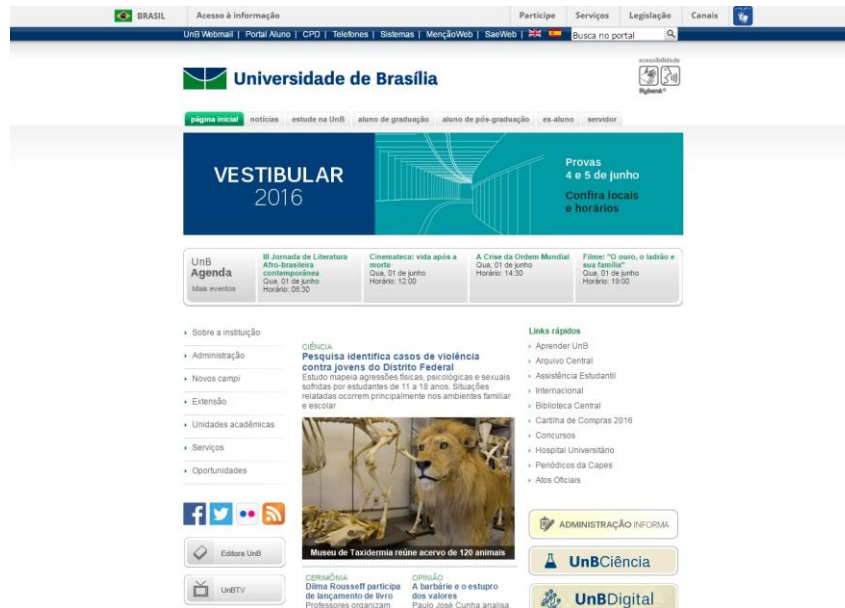 BRASIL Acesso à informação Participe Serviços Legislação Canais
UnB Webmail | Portal Aluno | CPD | Telefones | Sistemas | MençãoWeb | SaeWeb |
Busca no portal
acessibilidade
Rybená
Universidade de Brasília
página inicial notícias estude na UnB aluno de graduação aluno de pós-graduação ex-aluno servidor
VESTIBULAR
2016
Provas
4 e 5 de junho
Confira locais
e horários
UnB
Agenda
Mais eventos
III Jornada de Literatura
Afro-brasileira
contemporânea
Qua, 01 de junho
Horário: 08:30
Cinemateca: vida após a
morte
Qua, 01 de junho
Horário: 12:00
A Crise da Ordem Mundial
Qua, 01 de junho
Horário: 14:30
Filme: "O ouro, o ladrão e
sua família"
Qua, 01 de junho
Horário: 19:00
Sobre a instituição
Administração
Novos campi
Extensão
Unidades acadêmicas
Serviços
Oportunidades
Editora UnB
UnBTV
CIÊNCIA
Pesquisa identifica casos de violência
contra jovens do Distrito Federal
Estudo mapeia agressões físicas, psicológicas e sexuais
sofridas por estudantes de 11 a 18 anos. Situações
relatadas ocorrem principalmente nos ambientes familiar
e escolar
Museu de Taxidermia reúne acervo de 120 animais
CERIMÔNIA
Dilma Rousseff participa
de lançamento de livro
Professores organizam
OPINIÃO
A barbárie e o estupro
dos valores
Paulo José Cunha analisa
Links rápidos
Aprender UnB
Arquivo Central
Assistência Estudantil
Internacional
Biblioteca Central
Cartilha de Compras 2016
Concursos
Hospital Universitário
Periódicos da Capes
Atos Oficiais
ADMINISTRAÇÃO INFORMA
UnBCiência
UnBDigital